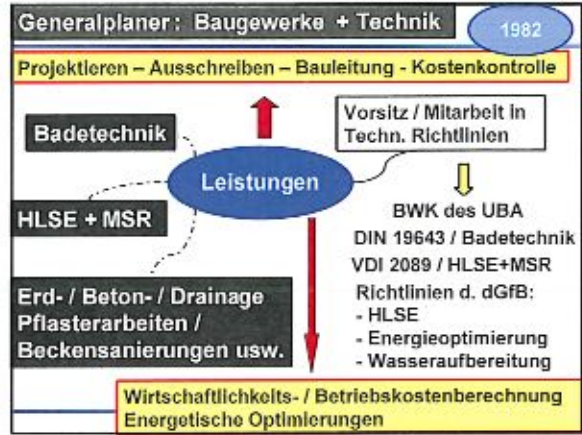 Generalplaner: Baugewerke + Technik
1982
Projektieren – Ausschreiben – Bauleitung - Kostenkontrolle
Badetechnik
Vorsitz / Mitarbeit in
Techn. Richtlinien
Leistungen
HLSE + MSR
BWK des UBA
DIN 19643 / Badetechnik
VDI 2089 / HLSE+MSR
Richtlinien d. dGfB:
- HLSE
- Energieoptimierung
- Wasseraufbereitung
Erd- / Beton- / Drainage
Pflasterarbeiten /
Beckensanierungen usw.
Wirtschaftlichkeits- / Betriebskostenberechnung
Energetische Optimierungen